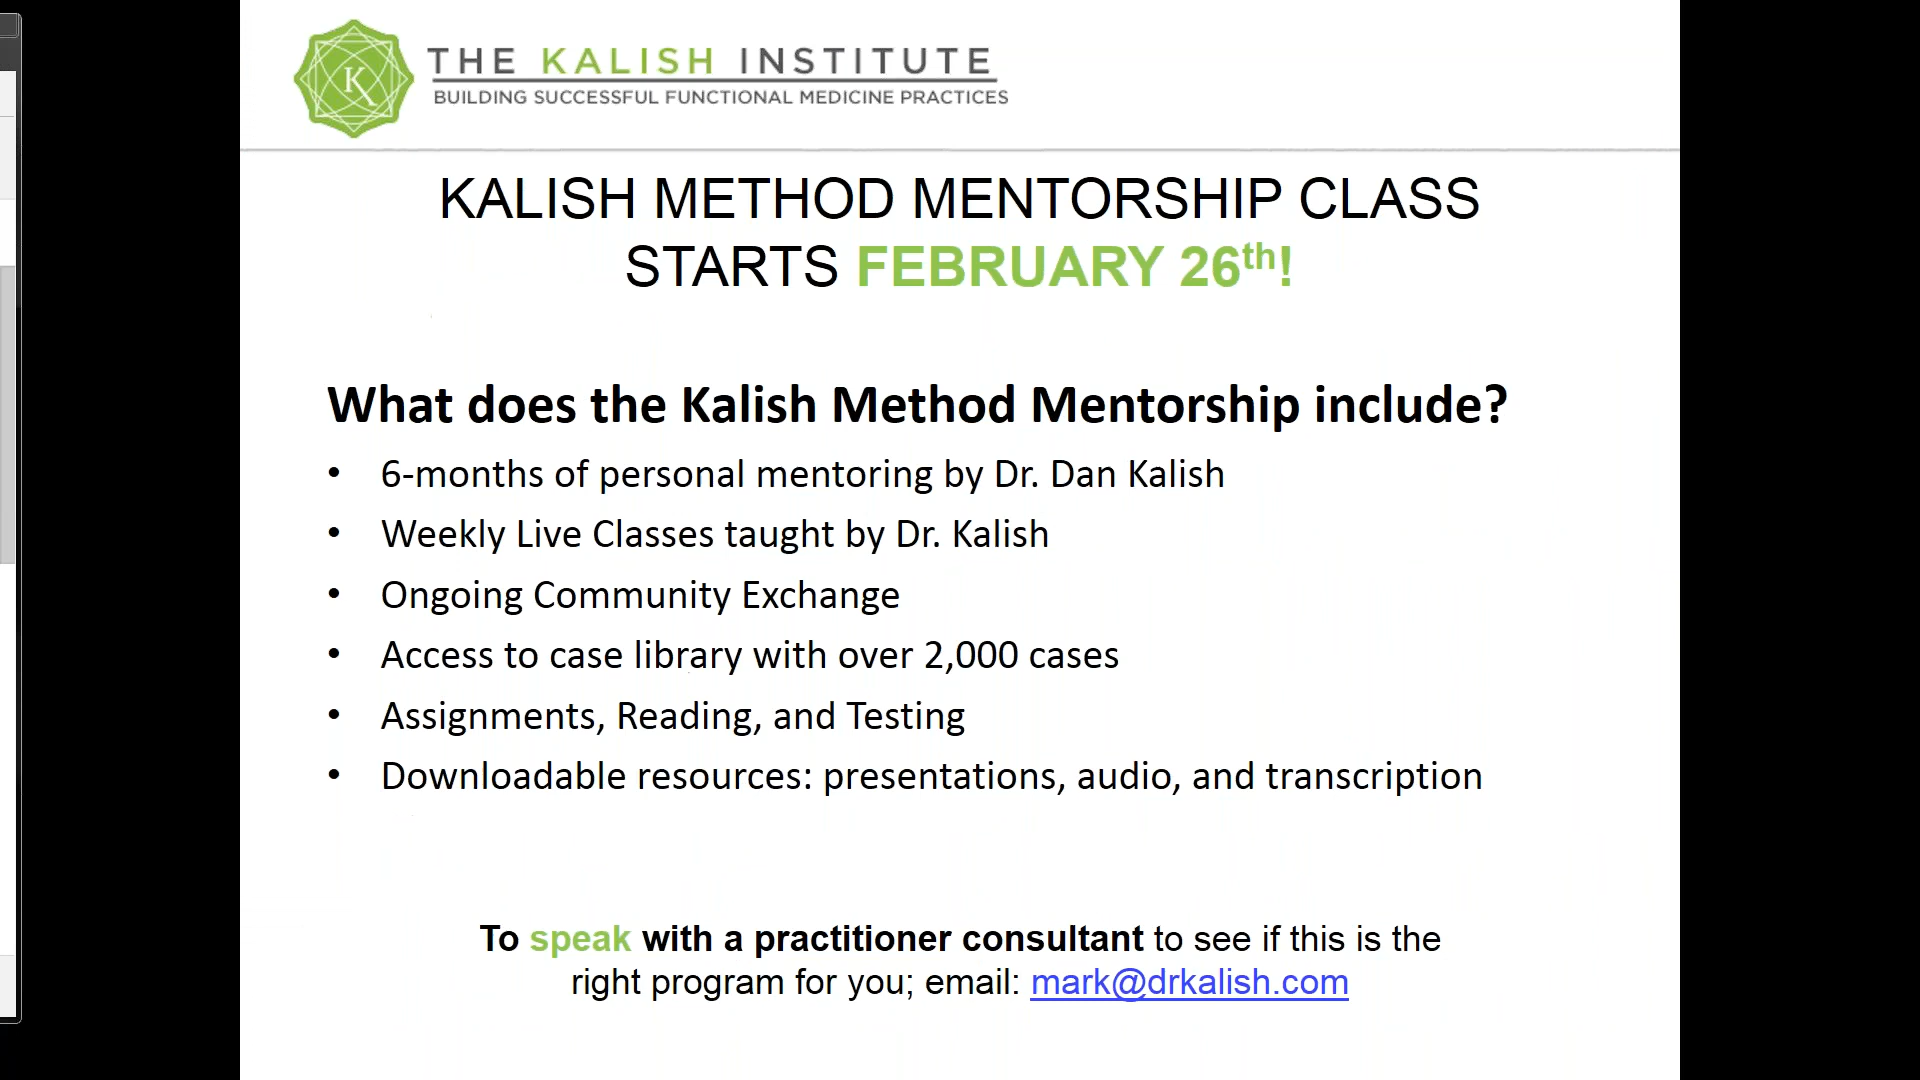 K
THE KALISH INSTITUTE
BUILDING SUCCESSFUL FUNCTIONAL MEDICINE PRACTICES
KALISH METHOD MENTORSHIP CLASS
STARTS FEBRUARY 26th!
What does the Kalish Method Mentorship include?
• 6-months of personal mentoring by Dr. Dan Kalish
• Weekly Live Classes taught by Dr. Kalish
• Ongoing Community Exchange
• Access to case library with over 2,000 cases
• Assignments, Reading, and Testing
• Downloadable resources: presentations, audio, and transcription
To speak with a practitioner consultant to see if this is the
right program for you; email: mark@drkalish.com